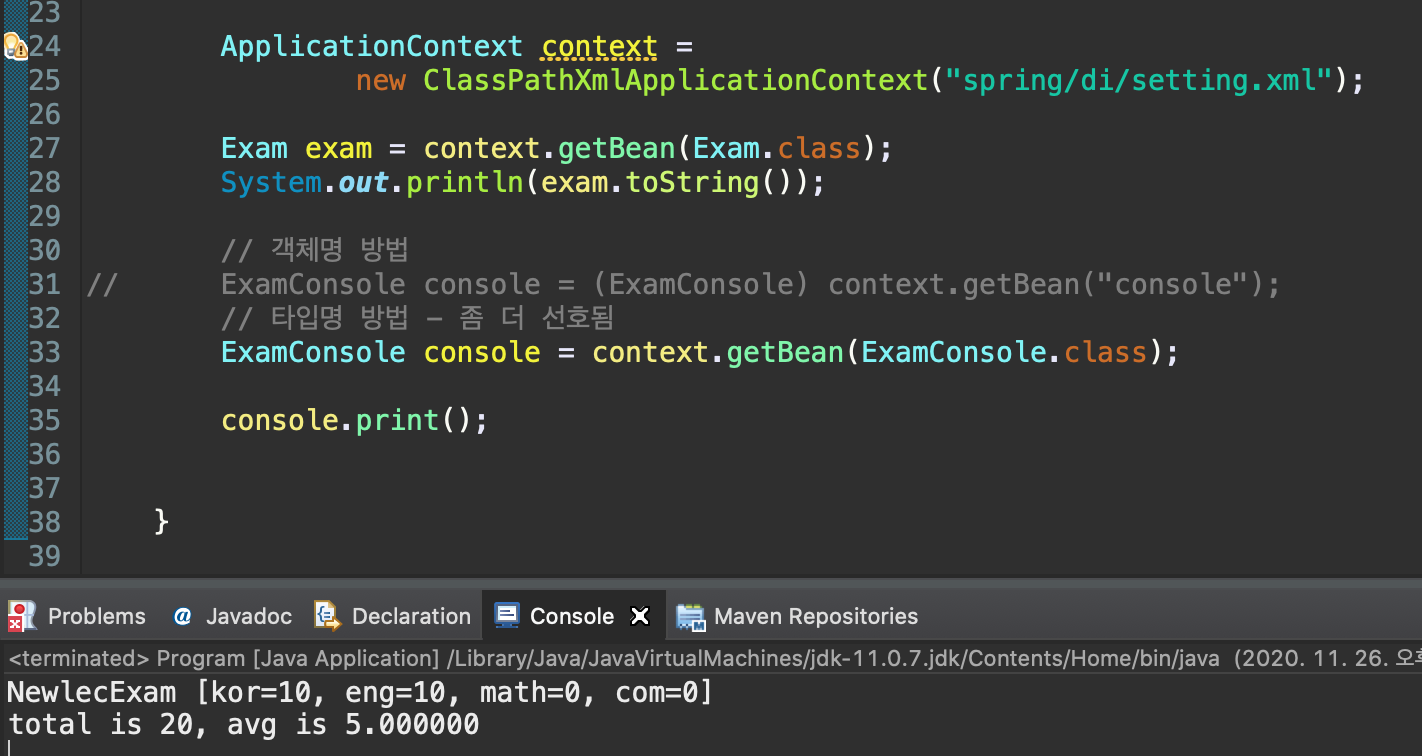 23
24 ApplicationContext context =
25 new ClassPathXmlApplicationContext("spring/di/setting.xml");
26
27 Exam exam = context.getBean(Exam.class);
28 System.out.println(exam.toString());
29
30 // 객체명 방법
31 // ExamConsole console = (ExamConsole) context.getBean("console");
32 // 타입명 방법 - 좀 더 선호됨
33 ExamConsole console = context.getBean(ExamConsole.class);
34
35 console.print();
36
37
38 }
39
Problems @ Javadoc Declaration Console Maven Repositories
<terminated> Program [Java Application] /Library/Java/JavaVirtualMachines/jdk-11.0.7.jdk/Contents/Home/bin/java (2020. 11. 26.
NewlecExam [kor=10, eng=10, math=0, com=0]
total is 20, avg is 5.000000